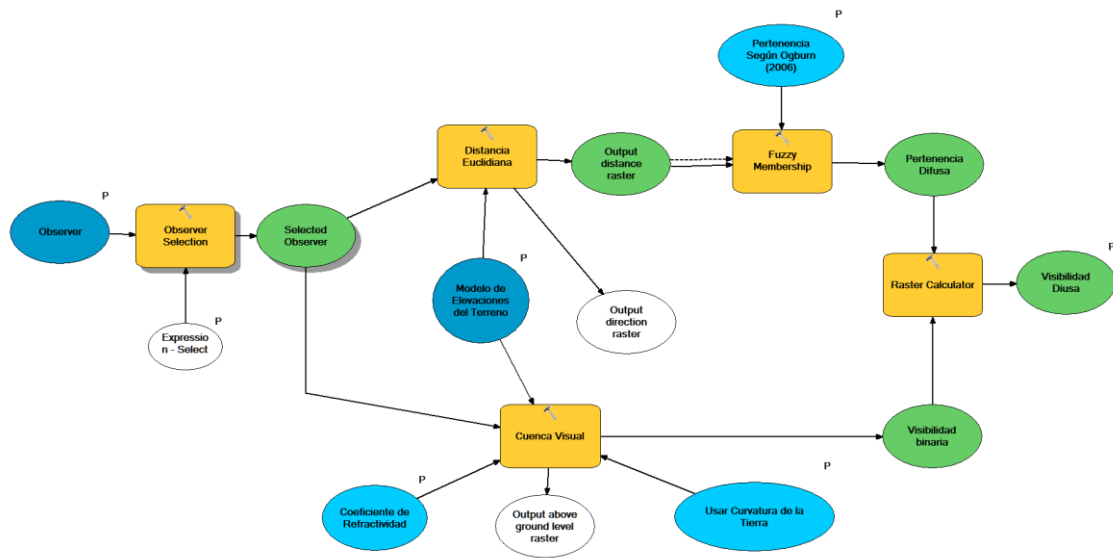 P
Pertenencia
Según Ogburn
(2006)
Distancia
Euclidiana
Output
distance
raster
Fuzzy
Membership
Pertenencia
Difusa
P
Observer
Observer
Selection
Selected
Observer
P
Expressio
n - Select
P
Modelo de
Elevaciones
del Terreno
Output
direction
raster
Raster Calculator
P
Visibilidad
Diusa
Cuenca Visual
Visibilidad
binaria
P
Coeficiente de
Refractividad
Output above
ground level
raster
P
Usar Curvatura de la
Tierra